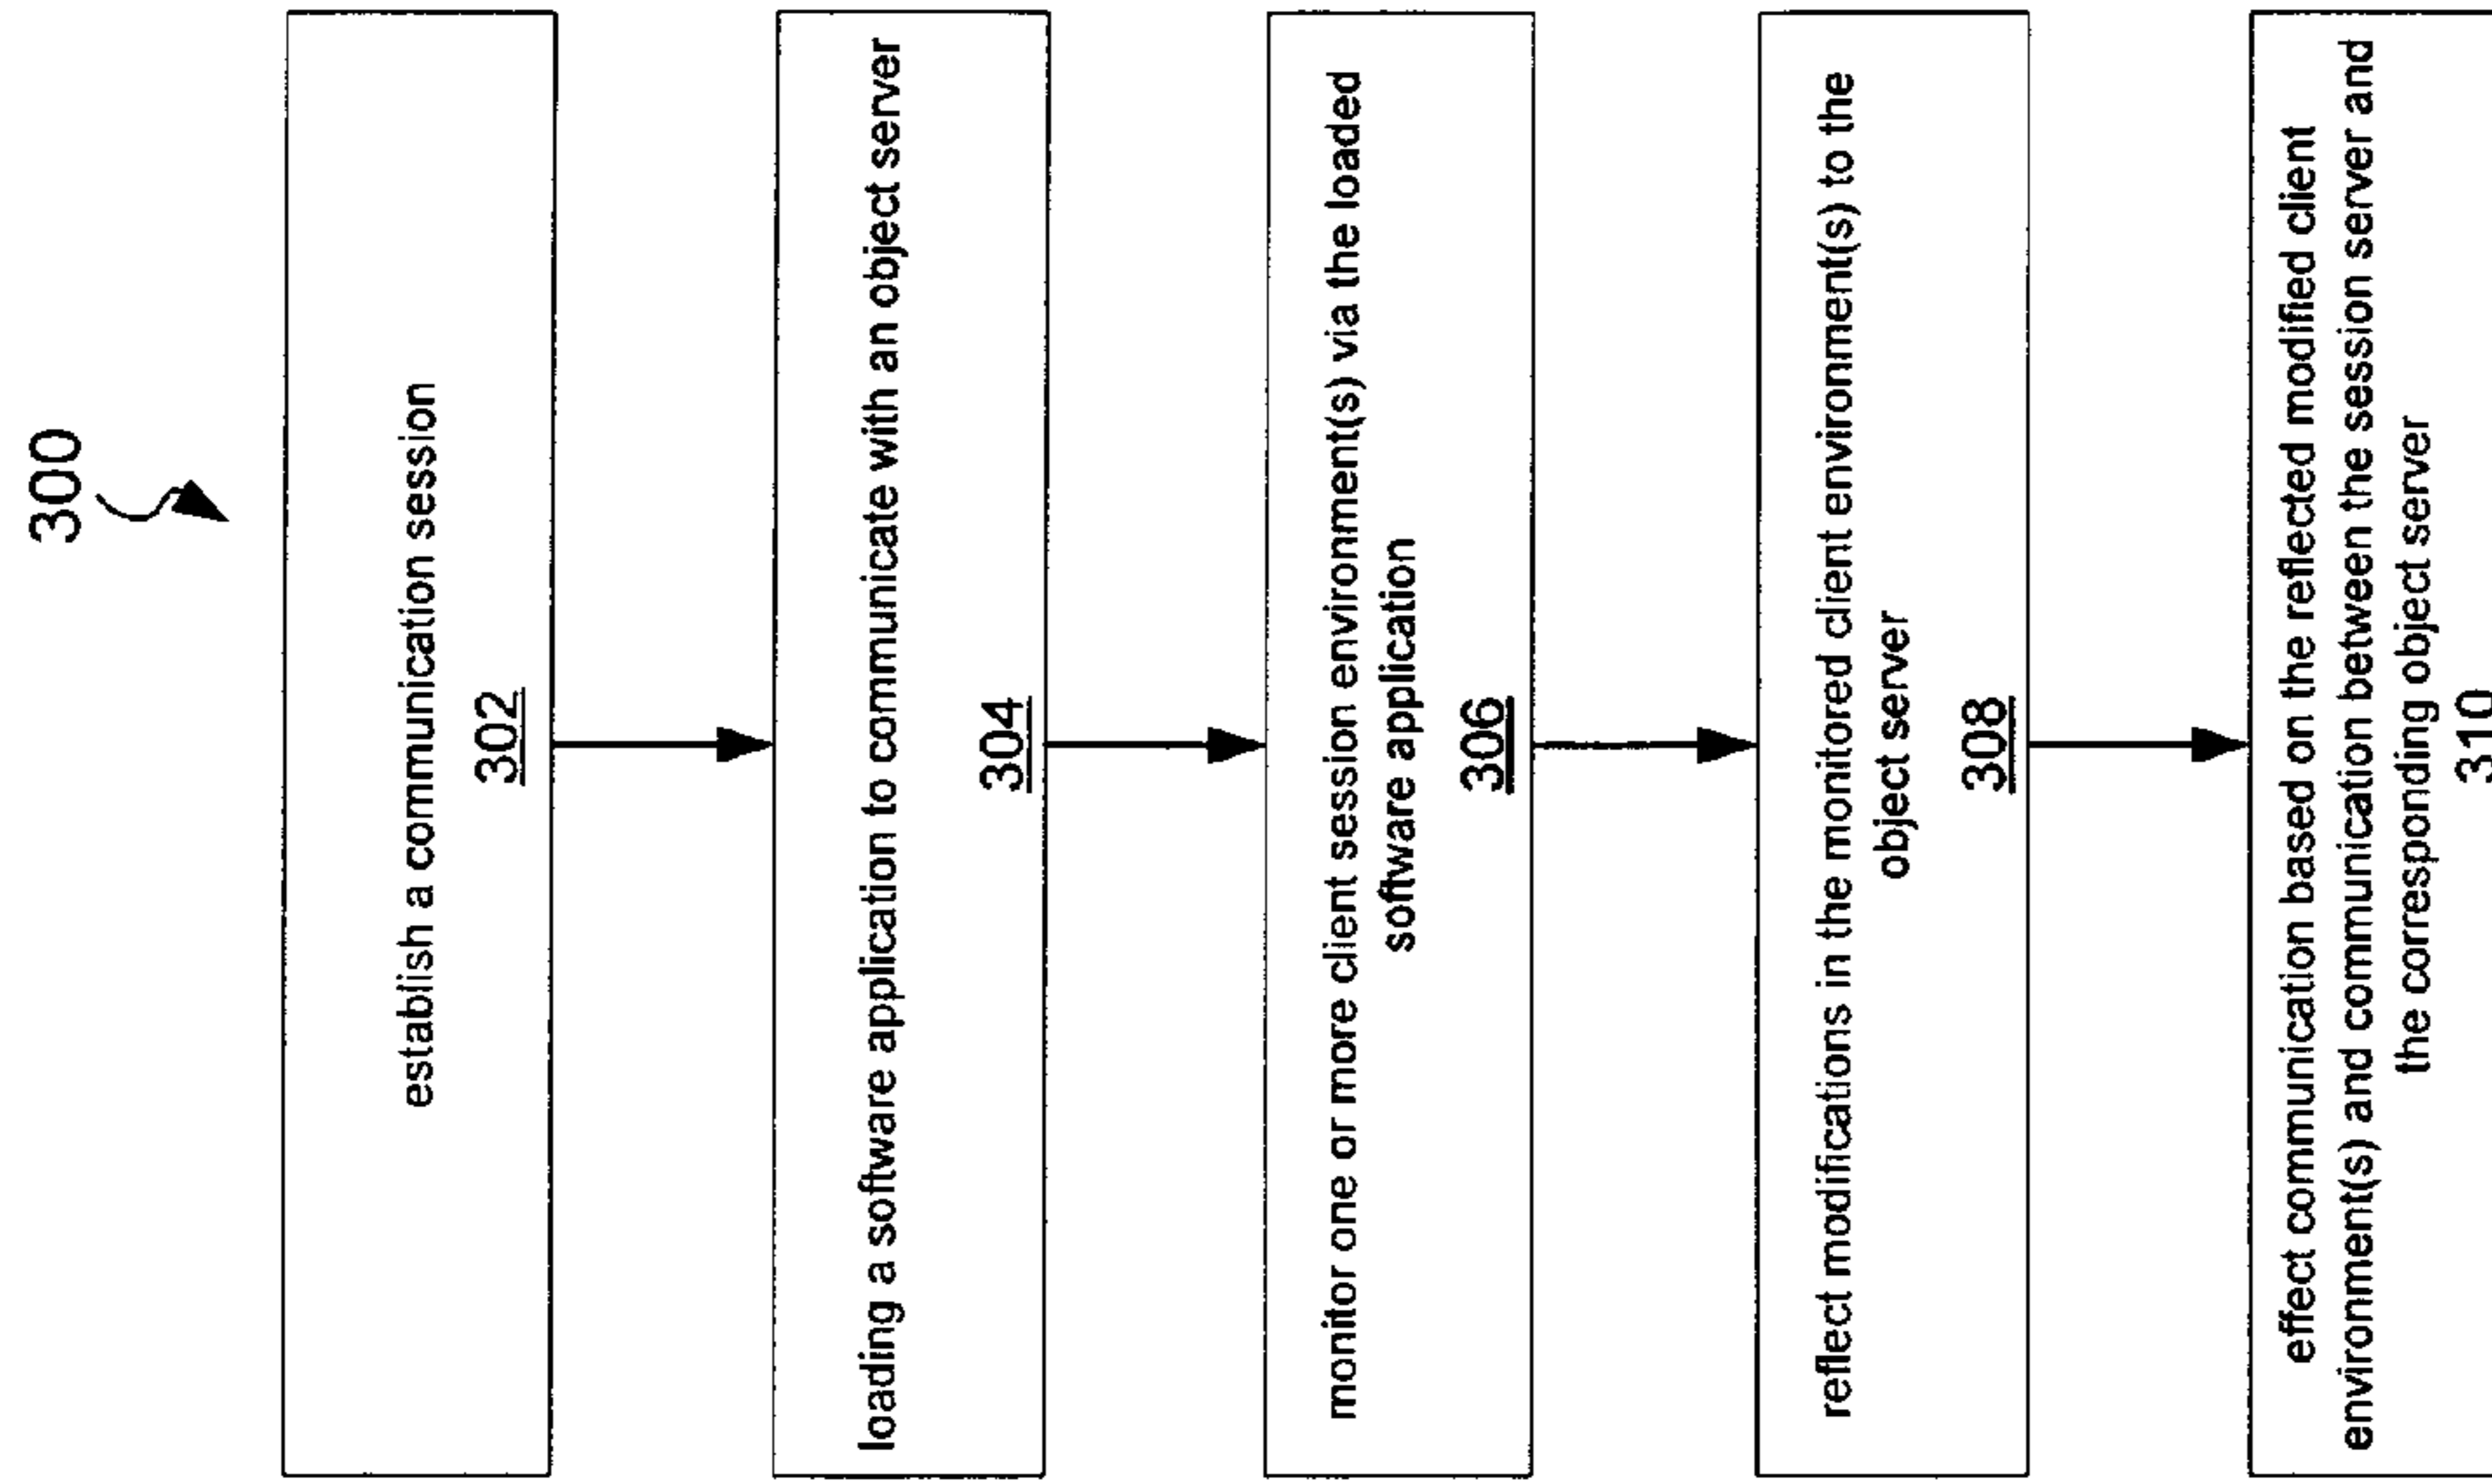 300
establish a communication session
302
loading a software application to communicate with an object server
304
monitor one or more client session environment(s) via the loaded
software application
306
reflect modifications in the monitored client environment(s) to the
object server
308
effect communication based on the reflected modified client
environment(s) and communication between the session server and
the corresponding object server
310